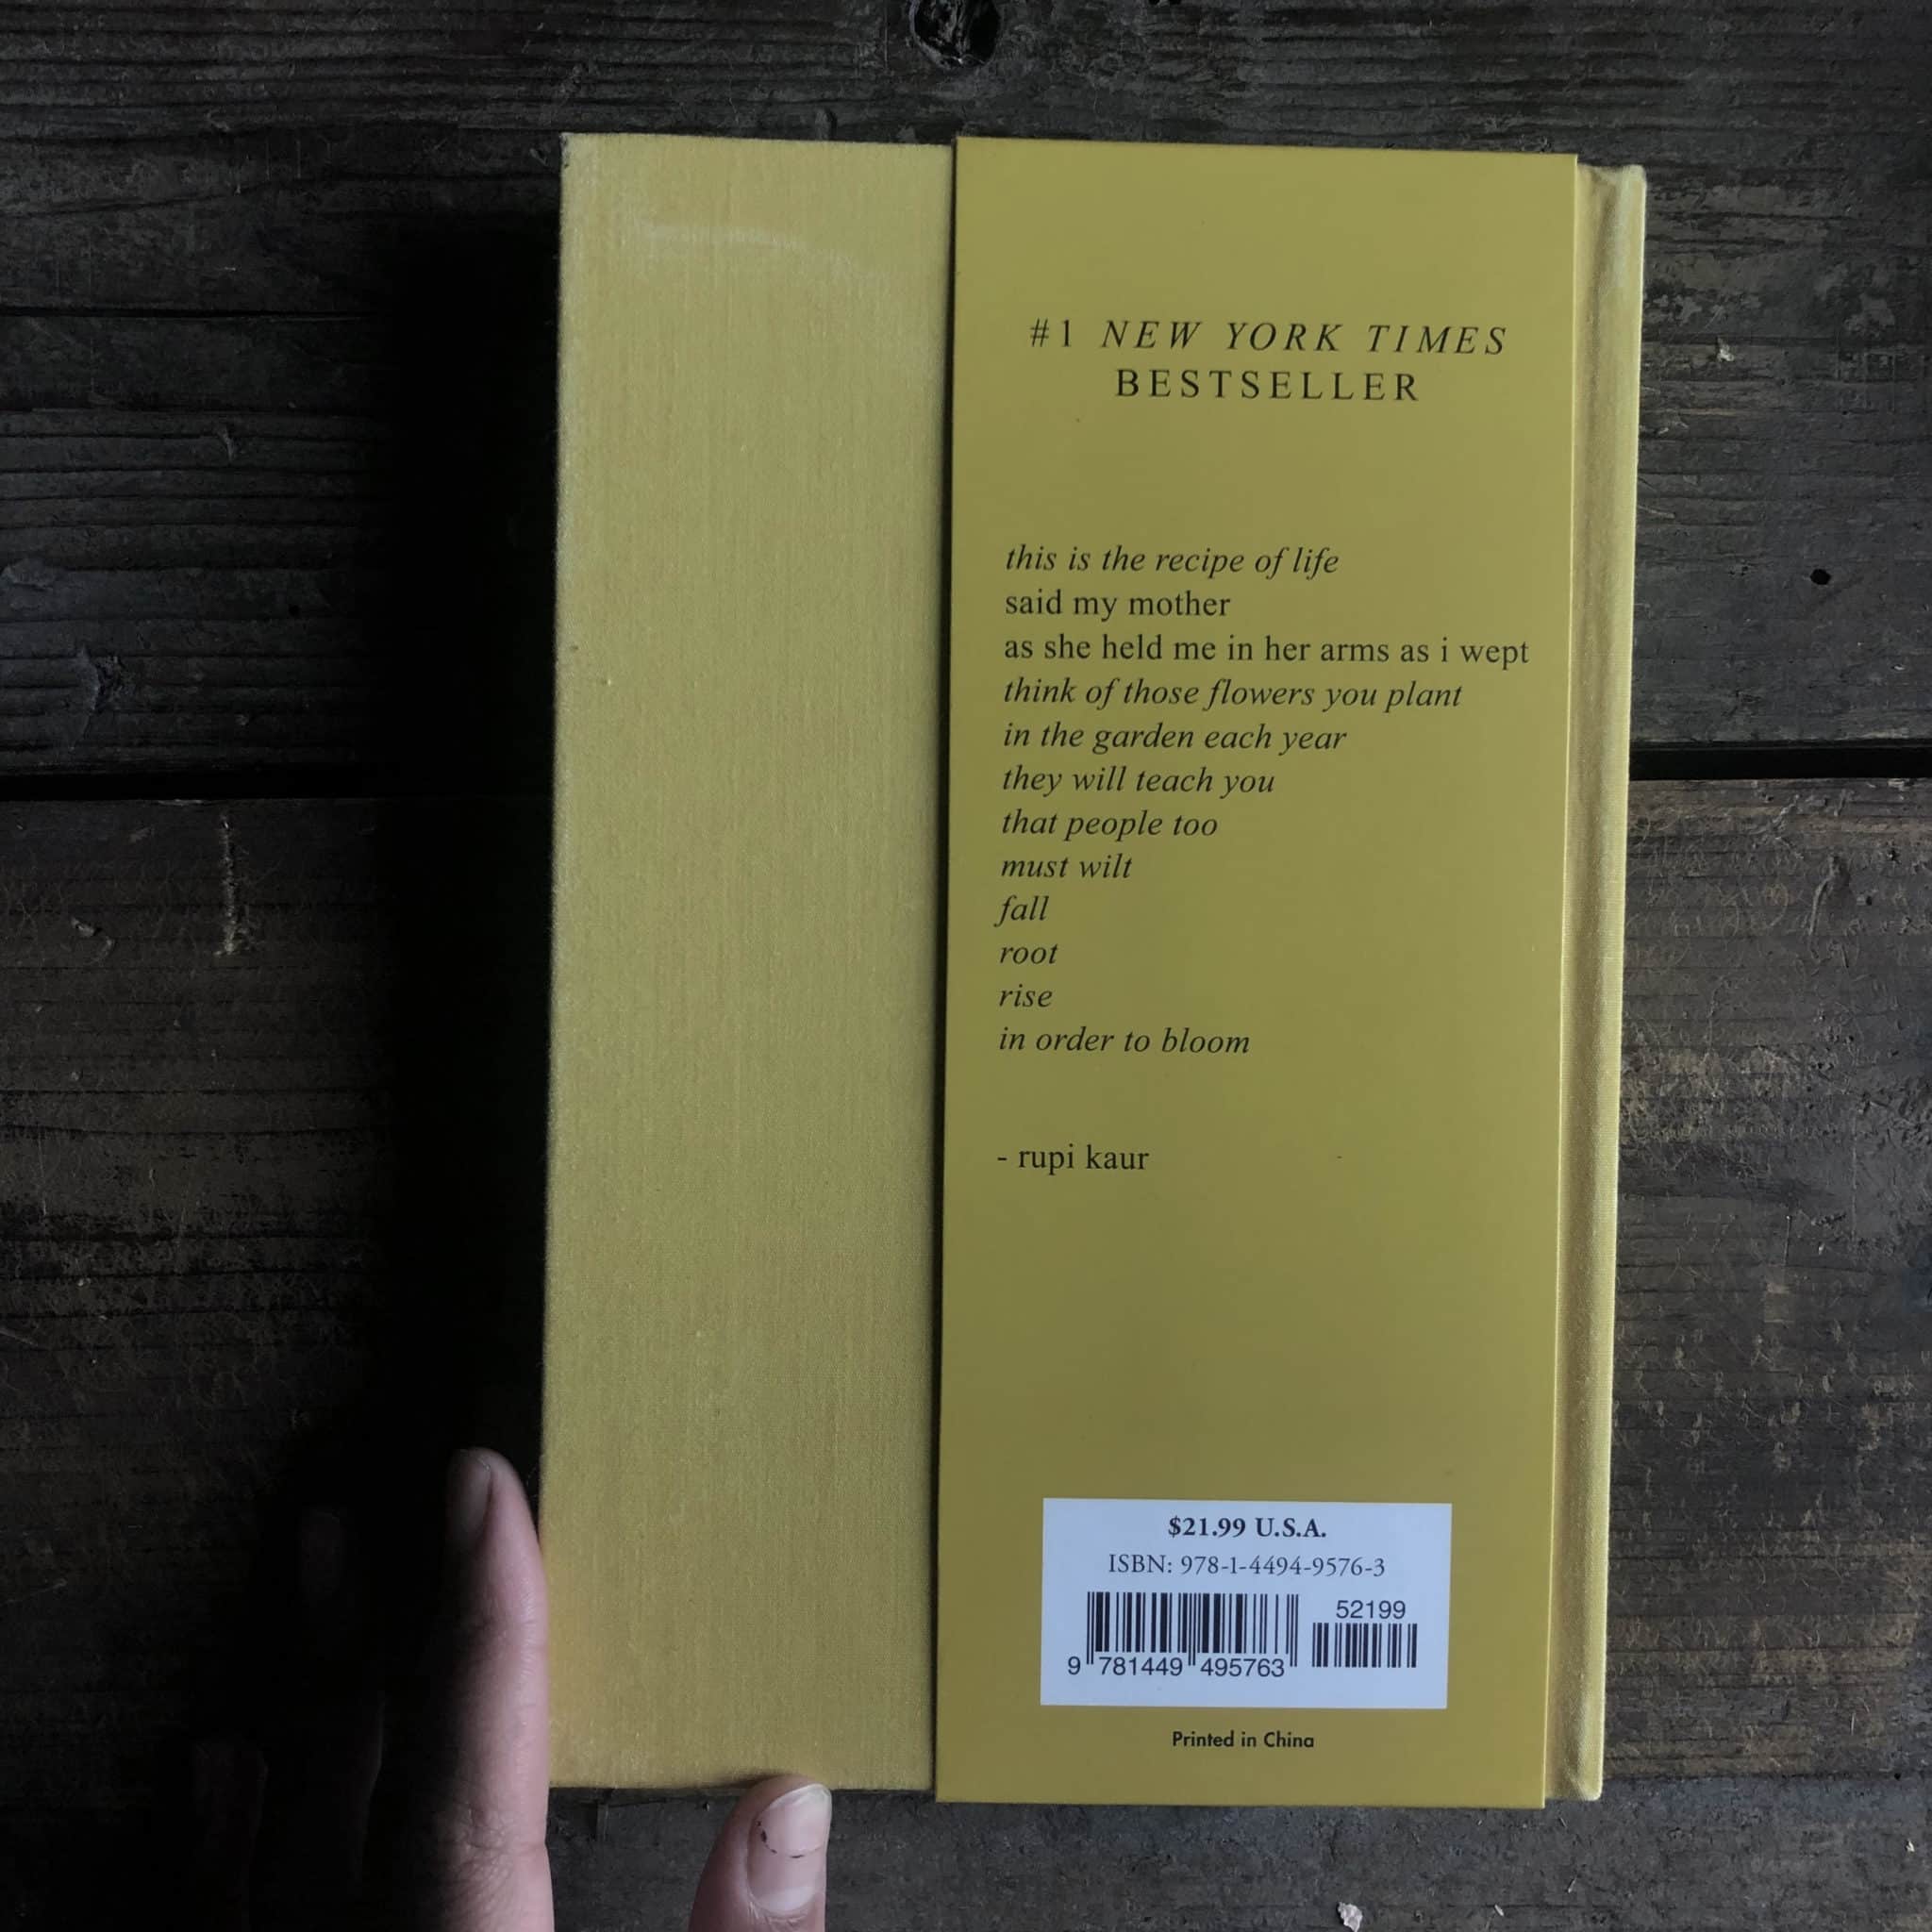 #1 NEW YORK TIMES
BESTSELLER
this is the recipe of life
said my mother
as she held me in her arms as i wept
think of those flowers you plant
in the garden each year
they will teach you
that people too
must wilt
fall
root
rise
in order to bloom
- rupi kaur
$21.99 U.S.A.
ISBN: 978-1-4494-9576-3
52199
9 781449 495763
Printed in China